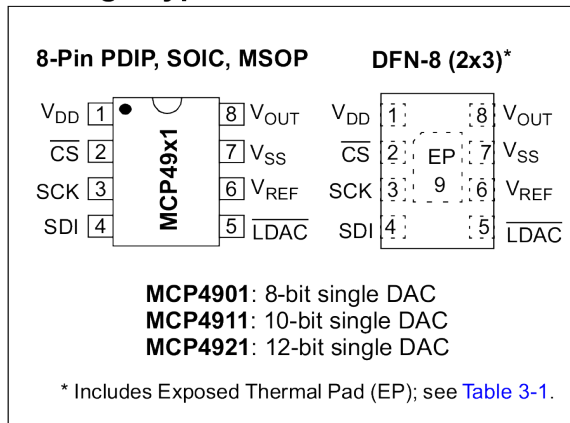 8-Pin PDIP, SOIC, MSOP
VDD 1 8 VOUT
CS 2 7 VSS
SCK 3 6 VREF
SDI 4 5 LDAC
MCP49x1
DFN-8 (2x3)*
VDD 1 8 VOUT
CS 2 EP 7 VSS
SCK 3 9 6 VREF
SDI 4 5 LDAC
MCP4901: 8-bit single DAC
MCP4911: 10-bit single DAC
MCP4921: 12-bit single DAC
* Includes Exposed Thermal Pad (EP); see Table 3-1.